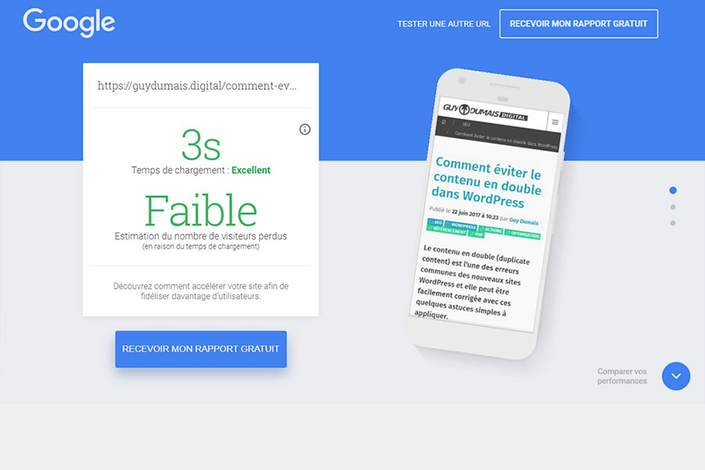 Google
TESTER UNE AUTRE URL
RECEVOIR MON RAPPORT GRATUIT
https://guydumais.digital/comment-ev...
3s
Temps de chargement : Excellent
Faible
Estimation du nombre de visiteurs perdus
(en raison du temps de chargement)
Découvrez comment accélérer votre site afin de
fidéliser davantage d'utilisateurs.
RECEVOIR MON RAPPORT GRATUIT
GUY DUMAIS DIGITAL
SEO
Comment éviter le contenu en double dans WordPress
Comment éviter le
contenu en double
dans WordPress
Publié le 22 juin 2017 à 10:23 par Guy Dumais
SEO WORDPRESS ACTIONS OPTIMISATION
RÉFÉRENCEMENT PHP
Le contenu en double (duplicate
content) est l'une des erreurs
communes des nouveaux sites
WordPress et elle peut être
facilement corrigée avec ces
quelques astuces simples à
appliquer.
Comparer vos
performances